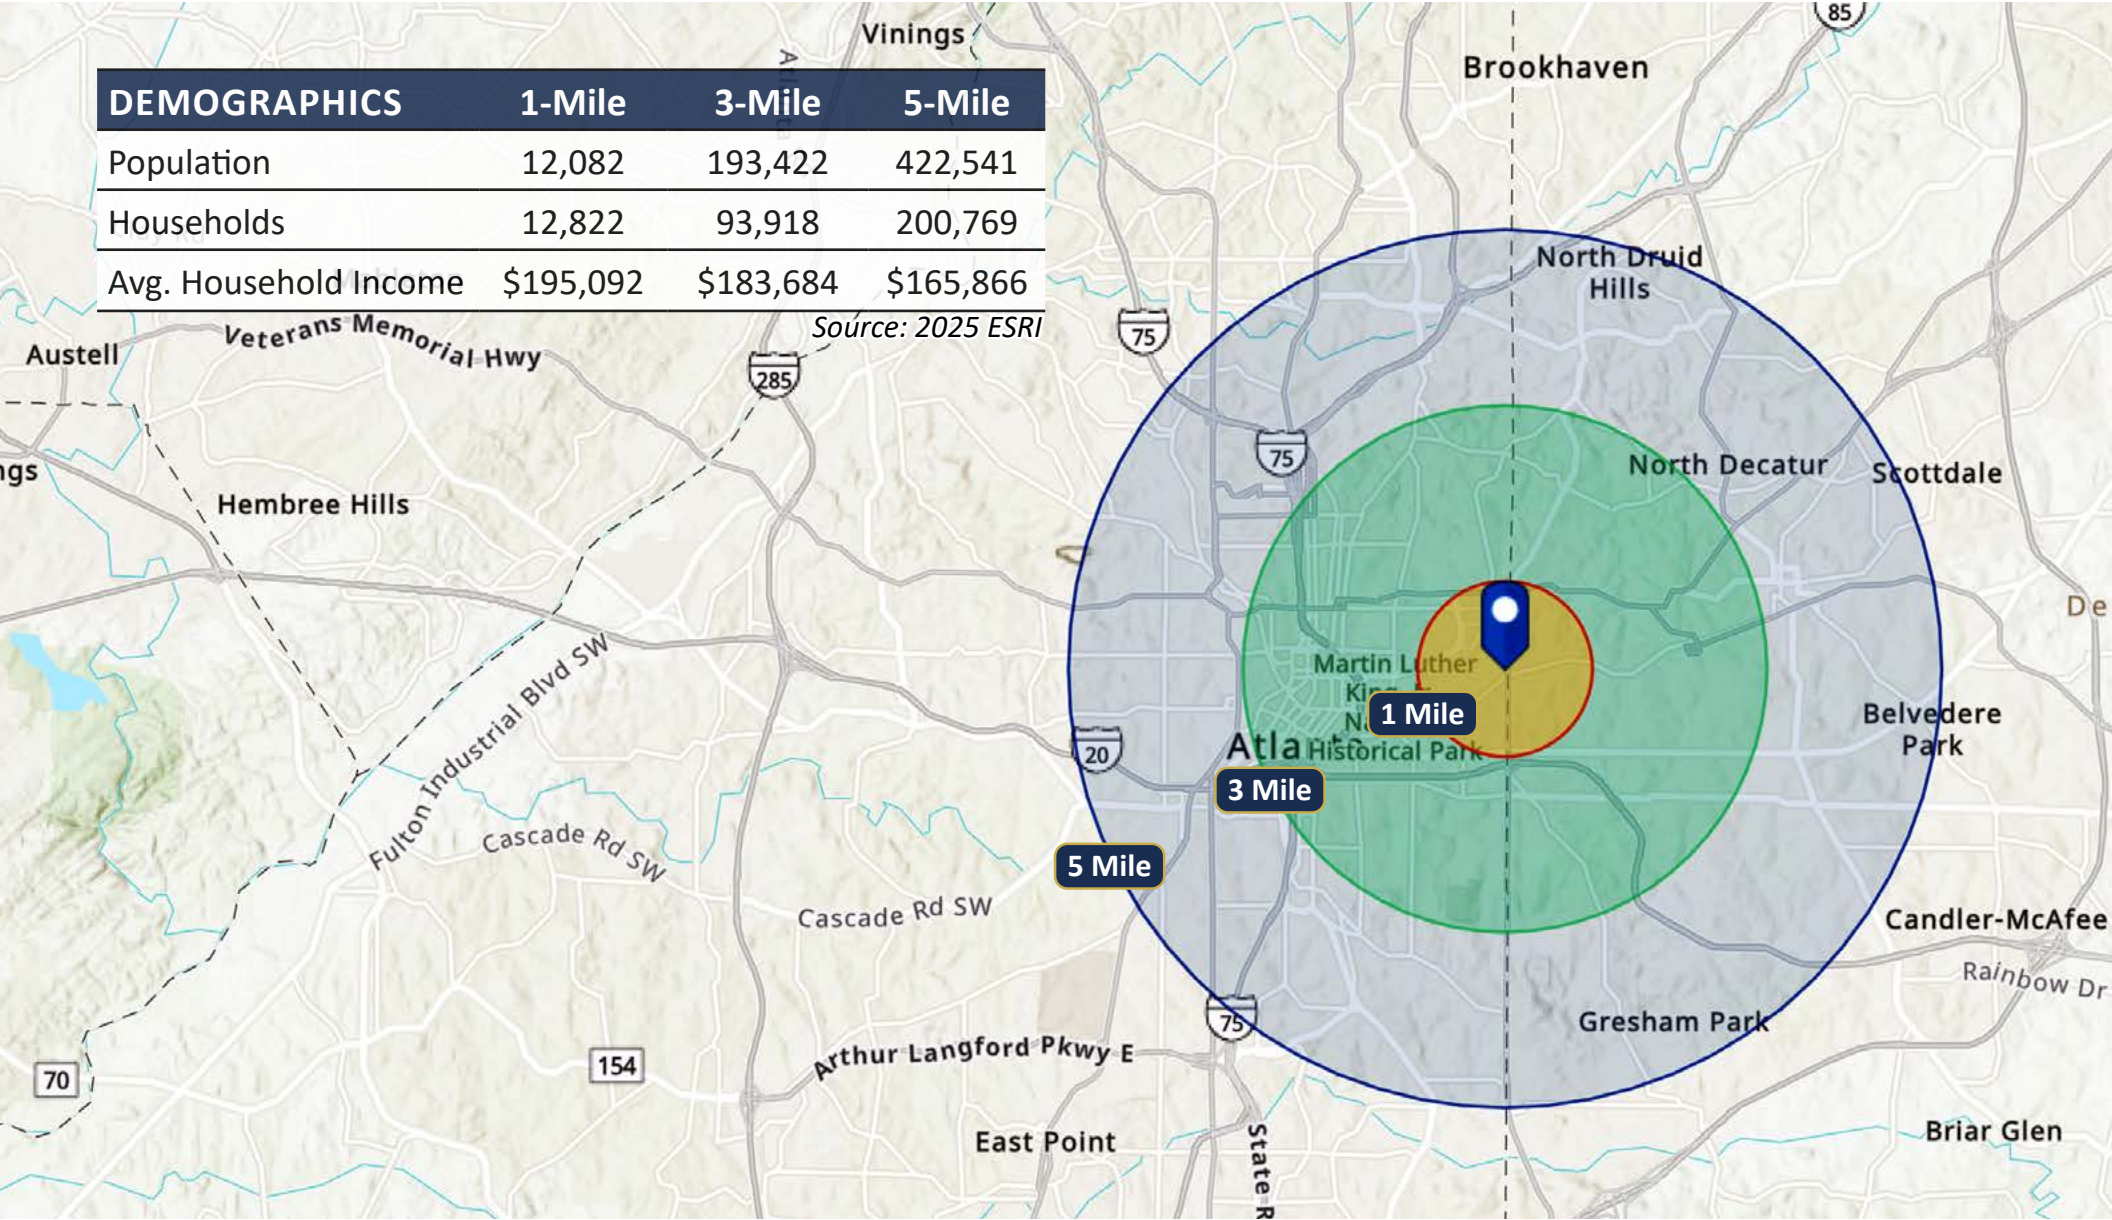 DEMOGRAPHICS 1-Mile 3-Mile 5-Mile
Population 12,082 193,422 422,541
Households 12,822 93,918 200,769
Avg. Household Income $195,092 $183,684 $165,866
Source: 2025 ESRI
Vinings
85
Brookhaven
North Druid
Hills
75
Veterans Memorial Hwy
Austell
285
75
North Decatur
Scottdale
ngs
Hembree Hills
De
Fulton Industrial Blvd SW
Martin Luther
Historical Park
1 Mile
Belvedere
Park
20
3 Mile
5 Mile
Cascade Rd SW
Cascade Rd SW
Candler-McAfee
Rainbow Dr
75
Gresham Park
Arthur Langford Pkwy E
154
70
East Point
State R
Briar Glen